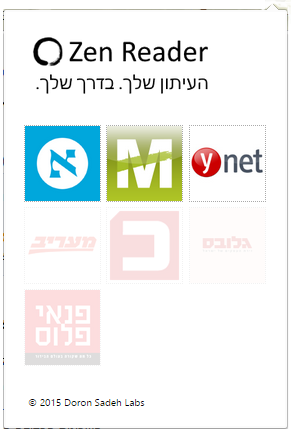 Zen Reader
העיתון שלך. בדרך שלך.
א M ynet
מעריב כ גלובס
פנאי
פלוס
© 2015 Doron Sadeh Labs